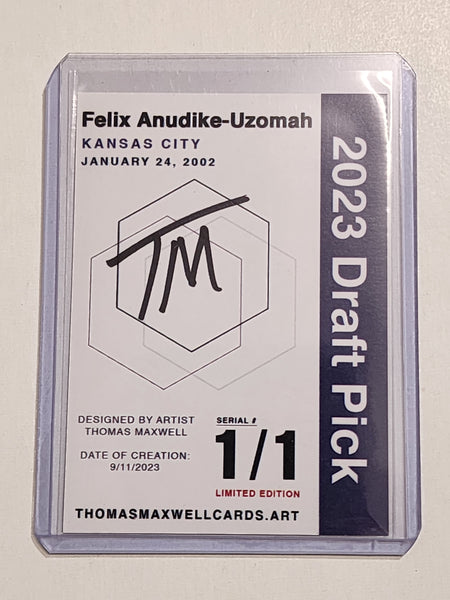 Felix Anudike-Uzomah
KANSAS CITY
JANUARY 24, 2002
2023 Draft Pick
TM
DESIGNED BY ARTIST
THOMAS MAXWELL
DATE OF CREATION:
9/11/2023
SERIAL #
1/1
LIMITED EDITION
THOMASMAXWELLCARDS.ART